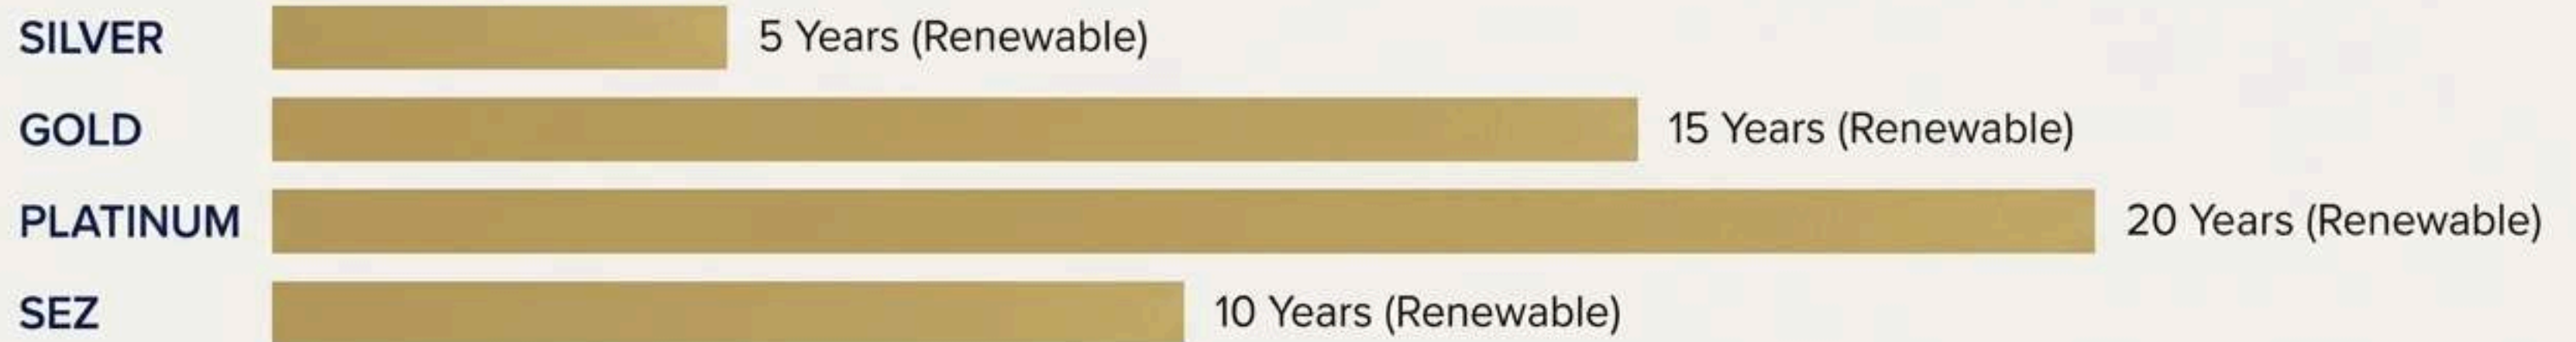 SILVER 5 Years (Renewable)
GOLD 15 Years (Renewable)
PLATINUM 20 Years (Renewable)
SEZ 10 Years (Renewable)